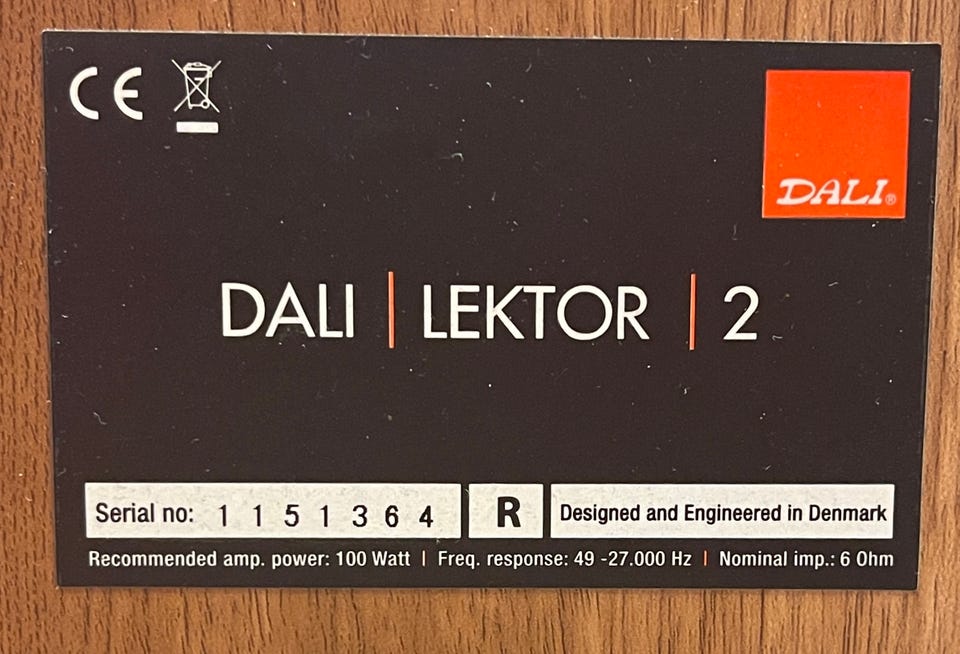 CE
DALI®
DALI | LEKTOR | 2
Serial no: 1 1 5 1 3 6 4
R
Designed and Engineered in Denmark
Recommended amp. power: 100 Watt | Freq. response: 49 -27.000 Hz | Nominal imp.: 6 Ohm